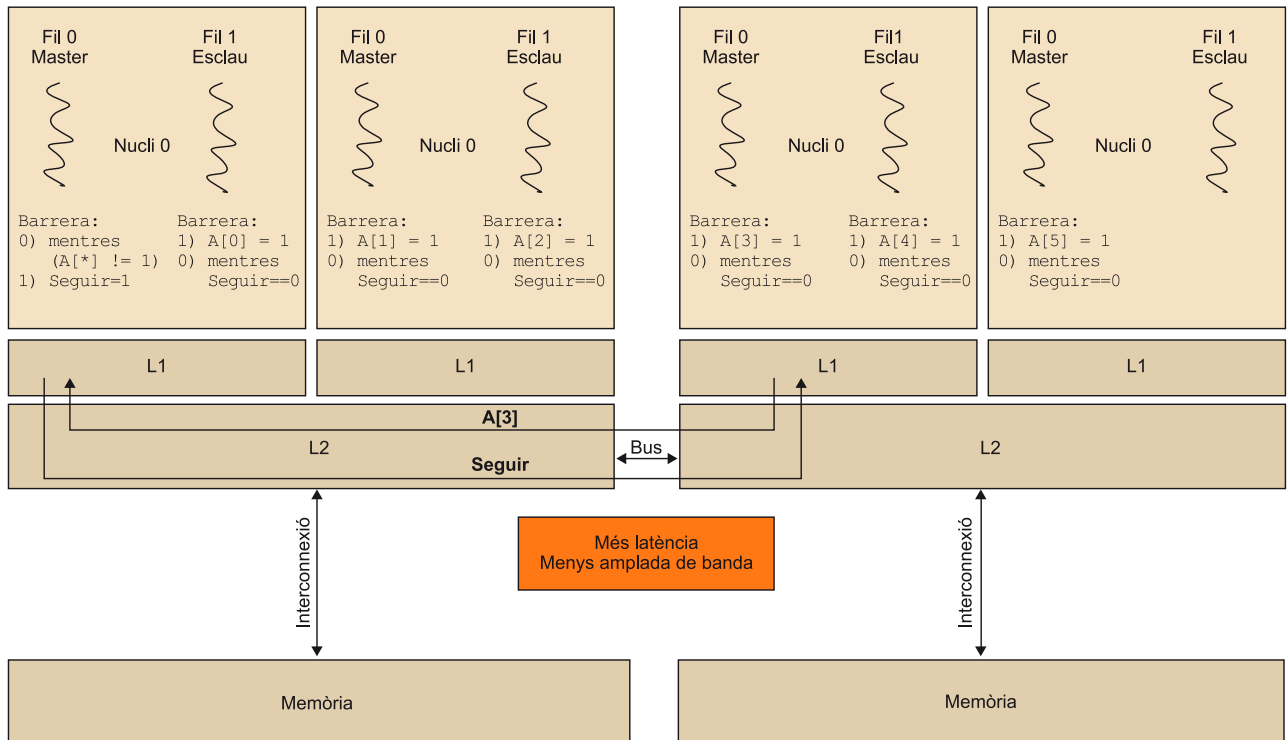 Fil 0
Master
Fil 1
Esclau
Nucli 0
Barrera:
0) mentres
(A[*] != 1)
1) Seguir=1
Barrera:
1) A[0] = 1
0) mentres
Seguir==0
Fil 0
Master
Fil 1
Esclau
Nucli 0
Barrera:
1) A[1] = 1
0) mentres
Seguir==0
Barrera:
1) A[2] = 1
0) mentres
Seguir==0
Fil 0
Master
Fil1
Esclau
Nucli 0
Barrera:
1) A[3] = 1
0) mentres
Seguir==0
Barrera:
1) A[4] = 1
0) mentres
Seguir==0
Fil 0
Master
Fil 1
Esclau
Nucli 0
Barrera:
1) A[5] = 1
0) mentres
Seguir==0
L1
L1
L1
L1
A[3]
L2
Seguir
Bus
L2
Interconnexió
Més latència
Menys amplada de banda
Interconnexió
Memòria
Memòria